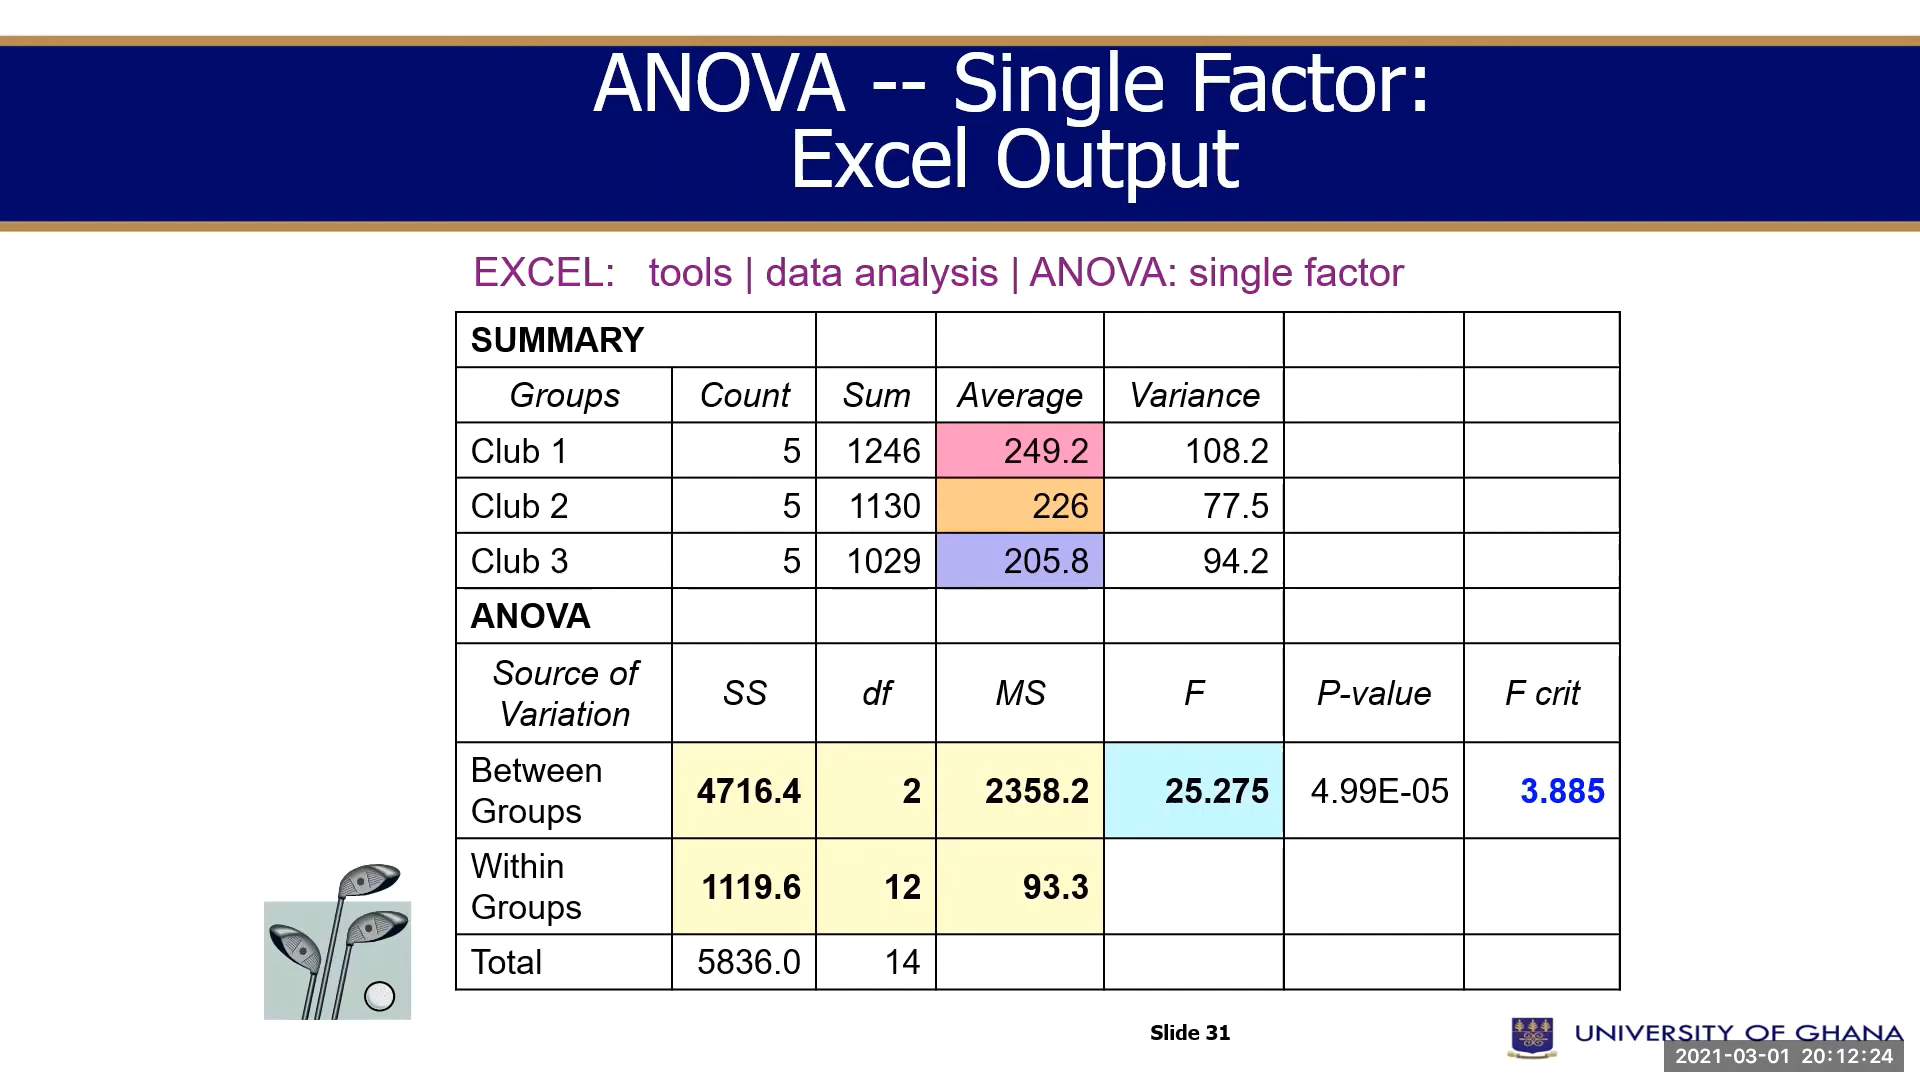 ANOVA -- Single Factor:
Excel Output
EXCEL: tools | data analysis | ANOVA: single factor
SUMMARY
Groups Count Sum Average Variance
Club 1 5 1246 249.2 108.2
Club 2 5 1130 226 77.5
Club 3 5 1029 205.8 94.2
ANOVA
Source of
Variation SS df MS F P-value F crit
Between
Groups 4716.4 2 2358.2 25.275 4.99E-05 3.885
Within
Groups 1119.6 12 93.3
Total 5836.0 14
Slide 31
UNIVERSITY OF GHANA
2021-03-01 20:12:24